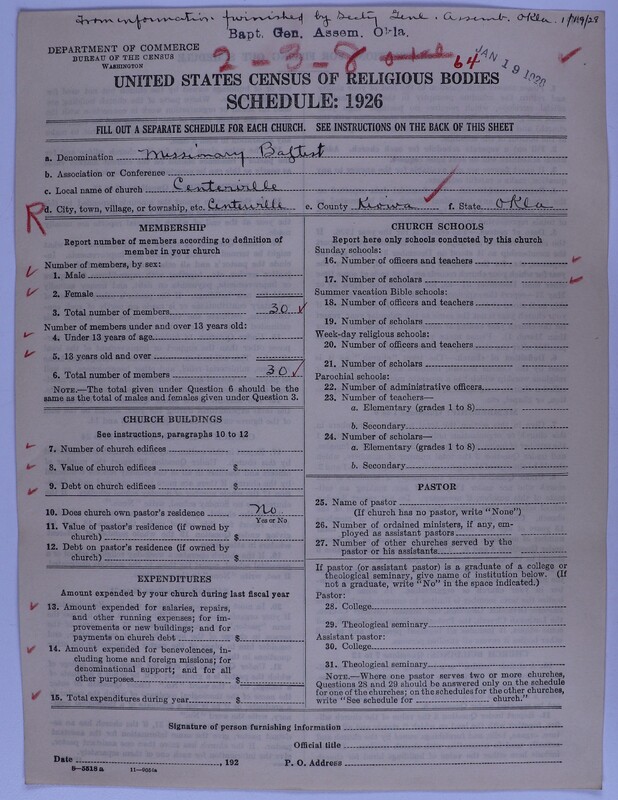 From information furnished by Secty Genl. Assemb. Okla. 1/19/28
Bapt. Gen. Assem. Okla.
DEPARTMENT OF COMMERCE
BUREAU OF THE CENSUS
WASHINGTON
2-3-8 64
JAN 19 1928
UNITED STATES CENSUS OF RELIGIOUS BODIES
SCHEDULE: 1926
FILL OUT A SEPARATE SCHEDULE FOR EACH CHURCH. SEE INSTRUCTIONS ON THE BACK OF THIS SHEET
a. Denomination Missionary Baptist
b. Association or Conference
c. Local name of church Centerville
R
d. City, town, village, or township, etc. Centerville e. County Kiowa f. State Okla
MEMBERSHIP
Report number of members according to definition of
member in your church
Number of members, by sex:
1. Male
2. Female
3. Total number of members 30
Number of members under and over 13 years old:
4. Under 13 years of age
5. 13 years old and over
6. Total number of members 30
NOTE.—The total given under Question 6 should be the
same as the total of males and females given under Question 3.
CHURCH BUILDINGS
See instructions, paragraphs 10 to 12
7. Number of church edifices
8. Value of church edifices $
9. Debt on church edifices $
10. Does church own pastor's residence No
Yes or No
11. Value of pastor's residence (if owned by
church) $
12. Debt on pastor's residence (if owned by
church) $
EXPENDITURES
Amount expended by your church during last fiscal year
13. Amount expended for salaries, repairs,
and other running expenses; for im-
provements or new buildings; and for
payments on church debt $
14. Amount expended for benevolences, in-
cluding home and foreign missions; for
denominational support; and for all
other purposes $
15. Total expenditures during year $
CHURCH SCHOOLS
Report here only schools conducted by this church
Sunday schools:
16. Number of officers and teachers
17. Number of scholars
Summer vacation Bible schools:
18. Number of officers and teachers
19. Number of scholars
Week-day religious schools:
20. Number of officers and teachers
21. Number of scholars
Parochial schools:
22. Number of administrative officers
23. Number of teachers—
a. Elementary (grades 1 to 8)
b. Secondary
24. Number of scholars—
a. Elementary (grades 1 to 8)
b. Secondary
PASTOR
25. Name of pastor
(If church has no pastor, write "None")
26. Number of ordained ministers, if any, em-
ployed as assistant pastors
27. Number of other churches served by the
pastor or his assistants
If pastor (or assistant pastor) is a graduate of a college or
theological seminary, give name of institution below. (If
not a graduate, write "No" in the space indicated.)
Pastor:
28. College
29. Theological seminary
Assistant pastor:
30. College
31. Theological seminary
NOTE.—Where one pastor serves two or more churches,
Questions 28 and 29 should be answered only on the schedule
for one of the churches; on the schedules for the other churches,
write "See schedule for church."
Signature of person furnishing information
Official title
Date , 192 P. O. Address
8-5518 a